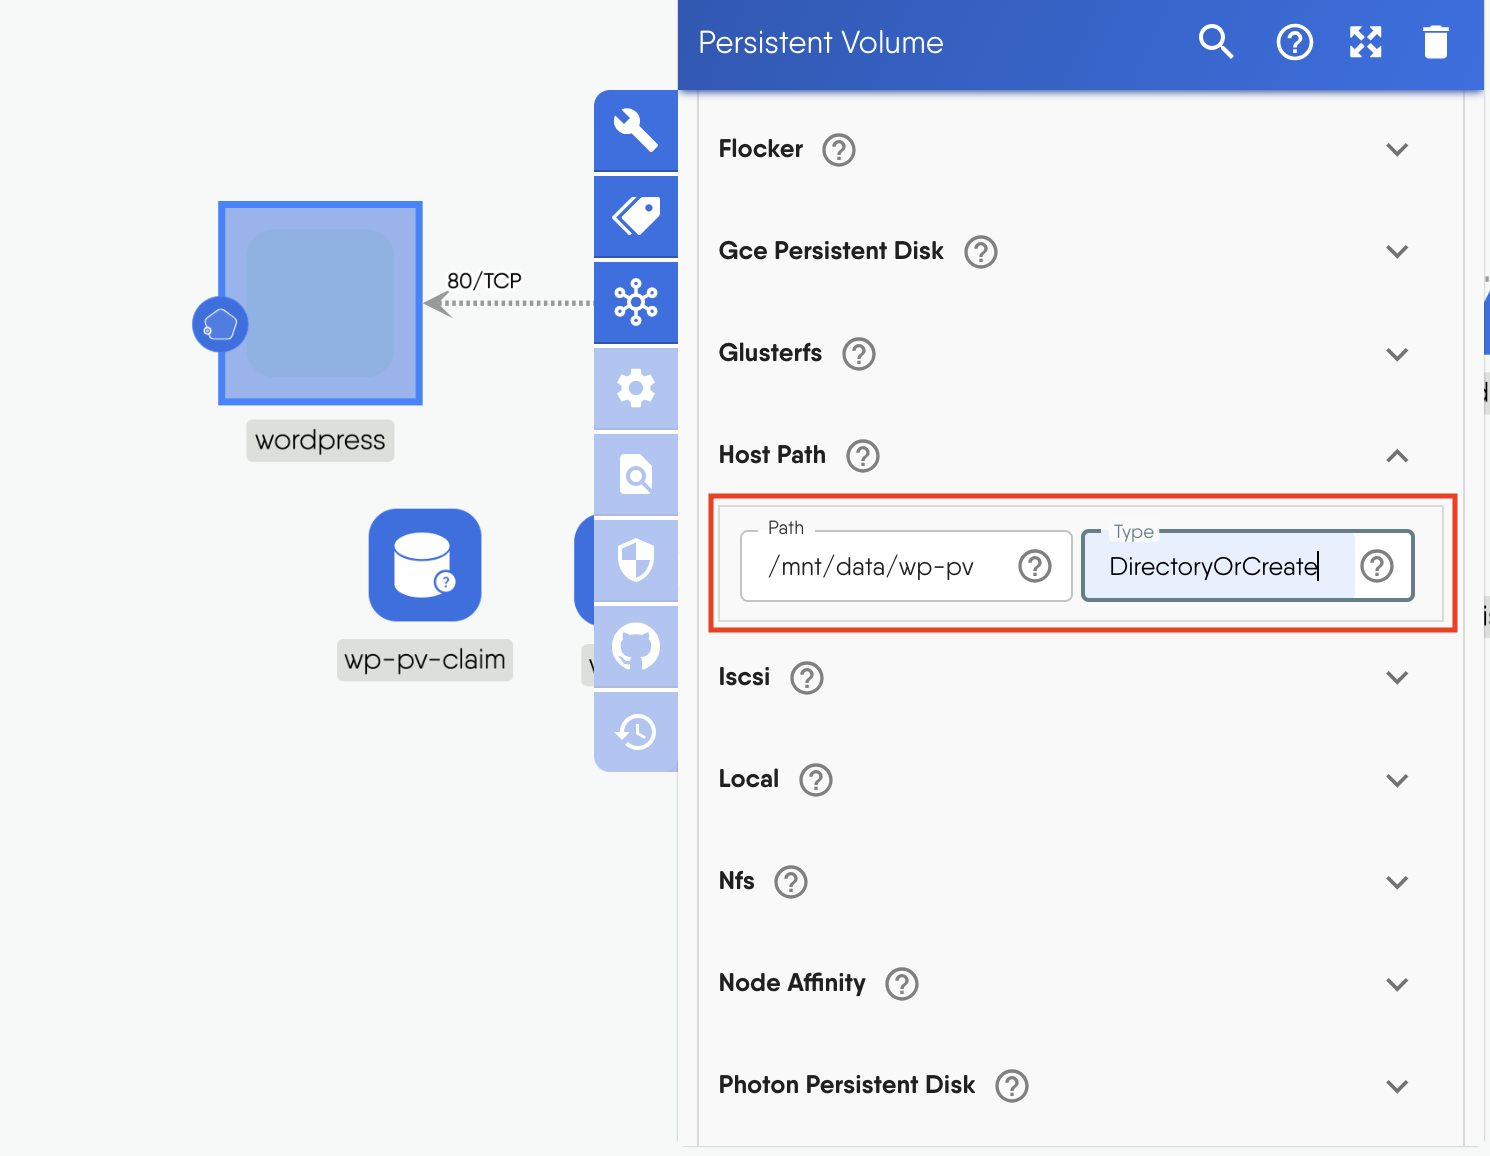 Persistent Volume
Flocker
Gce Persistent Disk
80/TCP
Glusterfs
wordpress
Host Path
Path
Type
/mnt/data/wp-pv
DirectoryOrCreate
wp-pv-claim
Iscsi
Local
Nfs
Node Affinity
Photon Persistent Disk